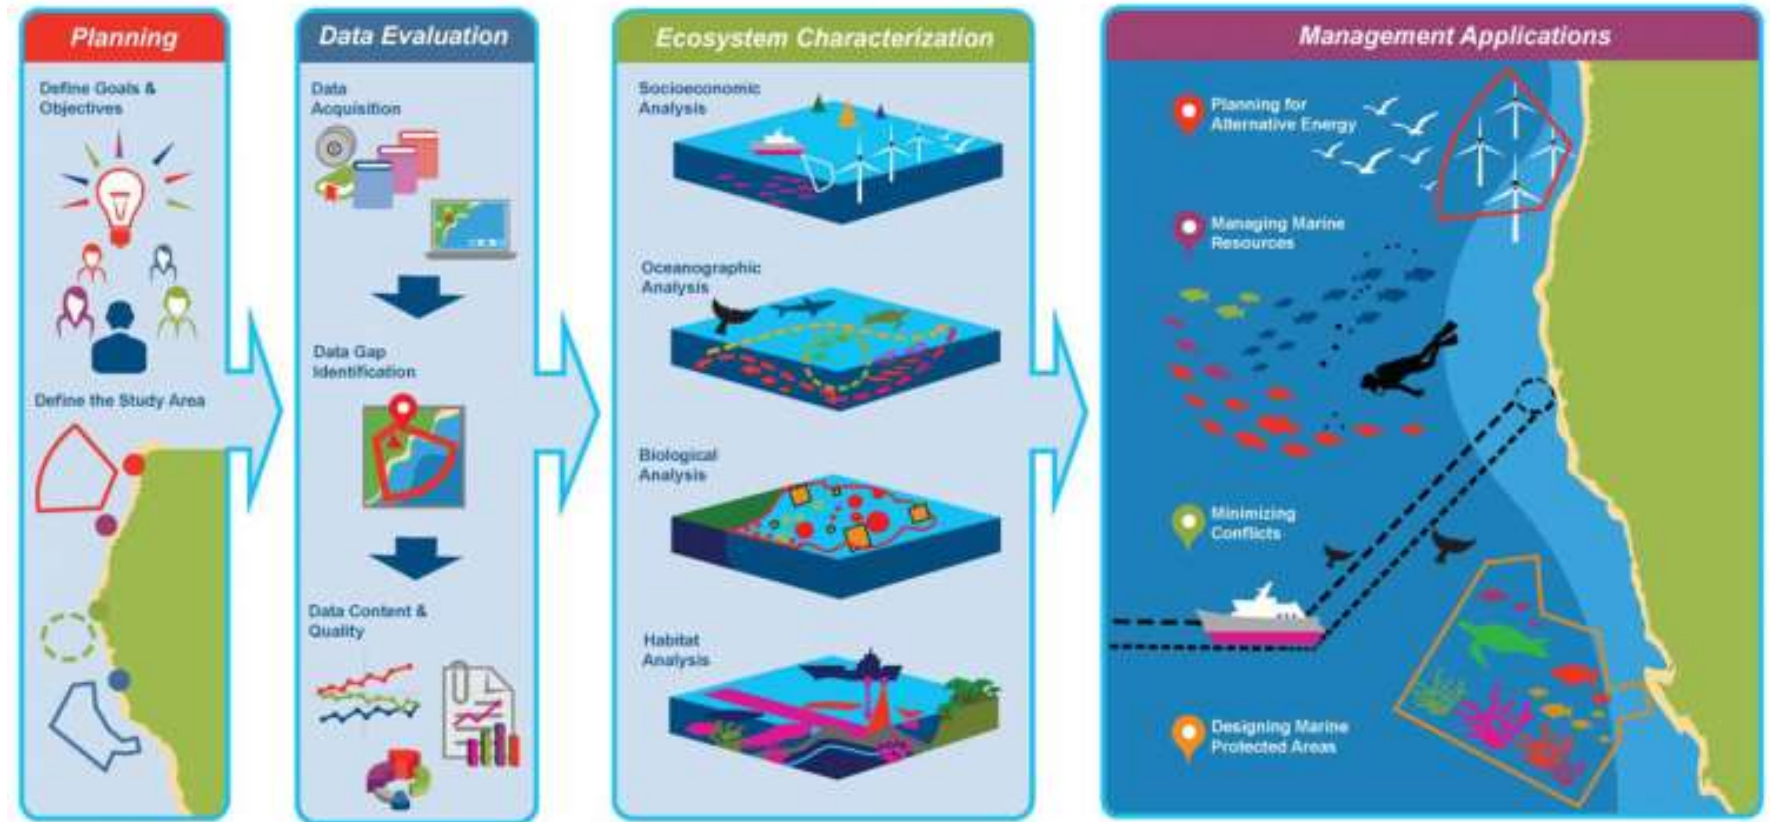 Planning
Define Goals &
Objectives
Define the Study Area
Data Evaluation
Data
Acquisition
Data Gap
Identification
Data Content &
Quality
Ecosystem Characterization
Socioeconomic
Analysis
Oceanographic
Analysis
Biological
Analysis
Habitat
Analysis
Management Applications
Planning for
Alternative Energy
Managing Marine
Resources
Minimizing
Conflicts
Designing Marine
Protected Areas